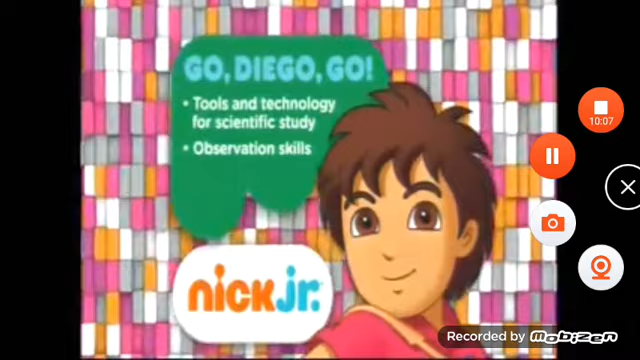 GO, DIEGO, GO!
• Tools and technology
for scientific study
• Observation skills
nick jr.
10:07
Recorded by Mobizen